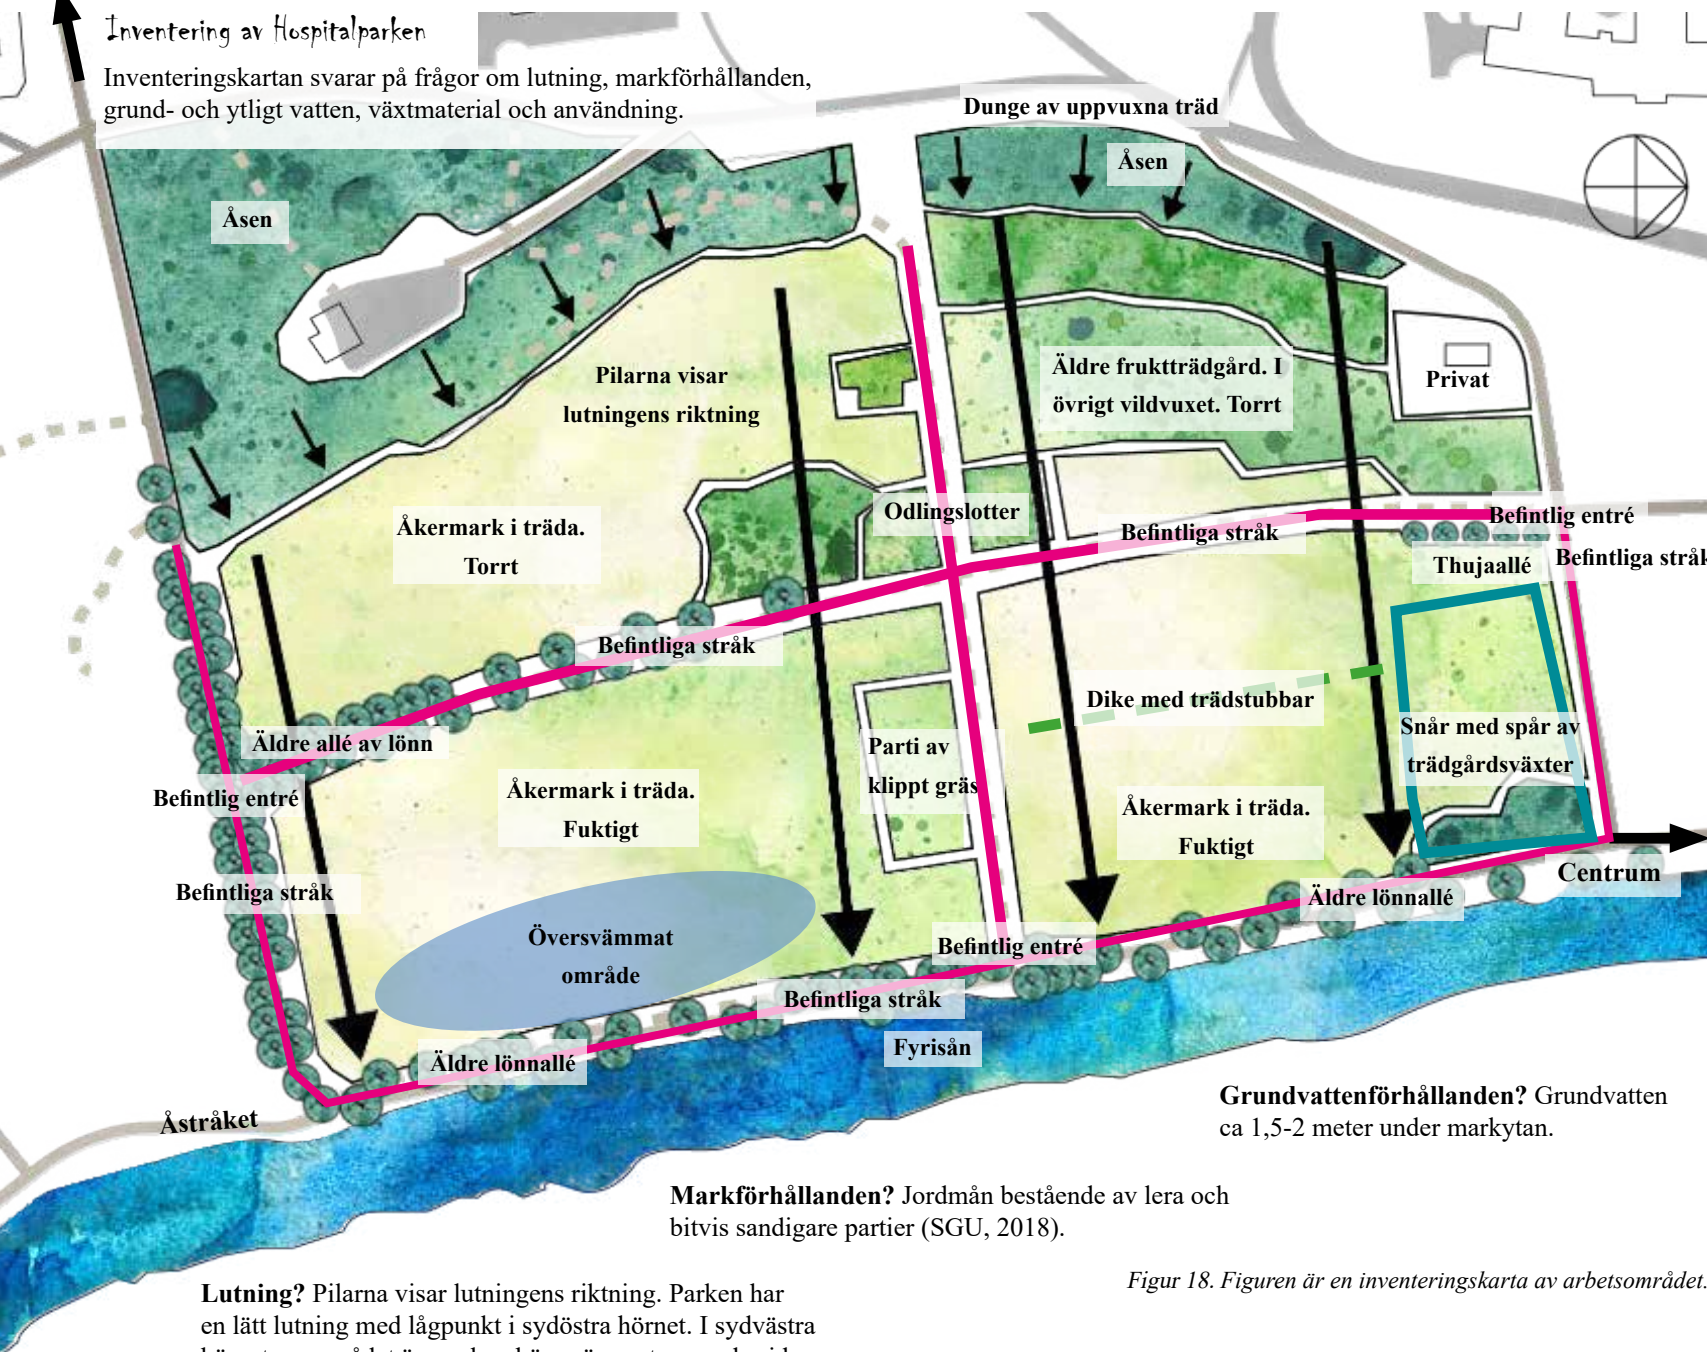 Inventering av Hospitalparken
Inventeringskartan svarar på frågor om lutning, markförhållanden,
grund- och ytligt vatten, växtmaterial och användning.
Dunge av uppvuxna träd
Åsen
Åsen
Pilarna visar
lutningens riktning
Äldre fruktträdgård. I
övrigt vildvuxet. Torrt
Privat
Åkermark i träda.
Torrt
Odlingslotter
Befintliga stråk
Befintlig entré
Thujaallé
Befintliga stråk
Befintliga stråk
Dike med trädstubbar
Snår med spår av
trädgårdsväxter
Äldre allé av lönn
Parti av
klippt gräs
Befintlig entré
Åkermark i träda.
Fuktigt
Åkermark i träda.
Fuktigt
Befintliga stråk
Centrum
Äldre lönnallé
Översvämmat
område
Befintlig entré
Befintliga stråk
Fyrisån
Äldre lönnallé
Åstråket
Grundvattenförhållanden? Grundvatten
ca 1,5-2 meter under markytan.
Markförhållanden? Jordmån bestående av lera och
bitvis sandigare partier (SGU, 2018).
Figur 18. Figuren är en inventeringskarta av arbetsområdet.
Lutning? Pilarna visar lutningens riktning. Parken har
en lätt lutning med lågpunkt i sydöstra hörnet. I sydvästra